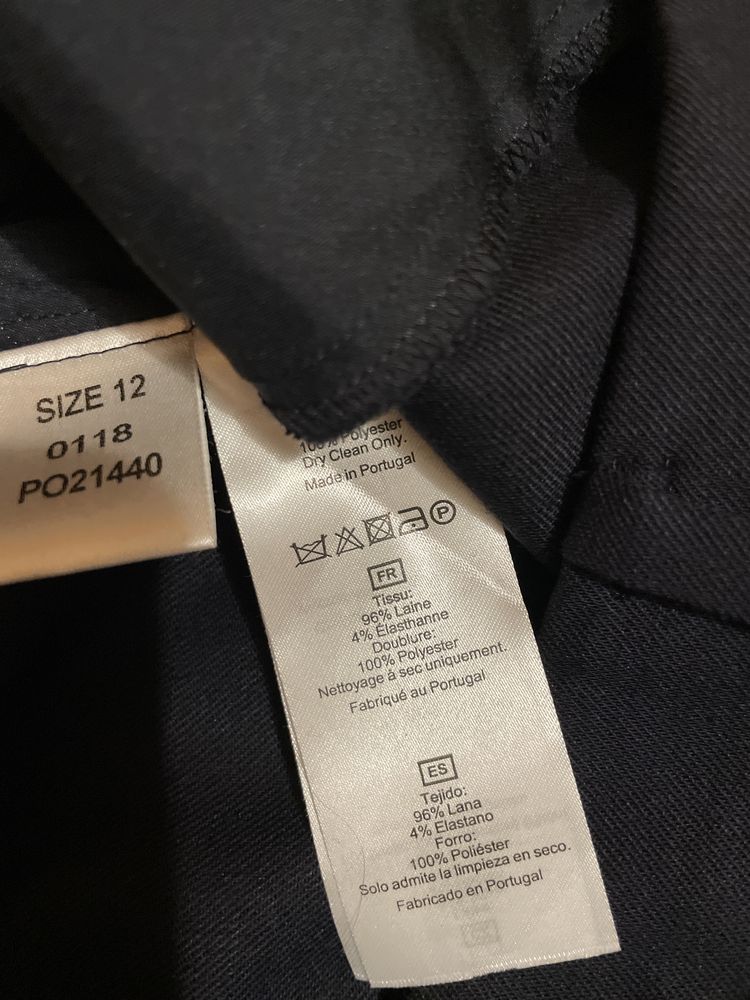 SIZE 12
0118
PO21440
100% Polyester
Dry Clean Only.
Made in Portugal
P
FR
Tissu:
96% Laine
4% Élasthanne
Doublure:
100% Polyester
Nettoyage à sec uniquement.
Fabriqué au Portugal
ES
Tejido:
96% Lana
4% Elastano
Forro:
100% Poliéster
Solo admite la limpieza en seco.
Fabricado en Portugal